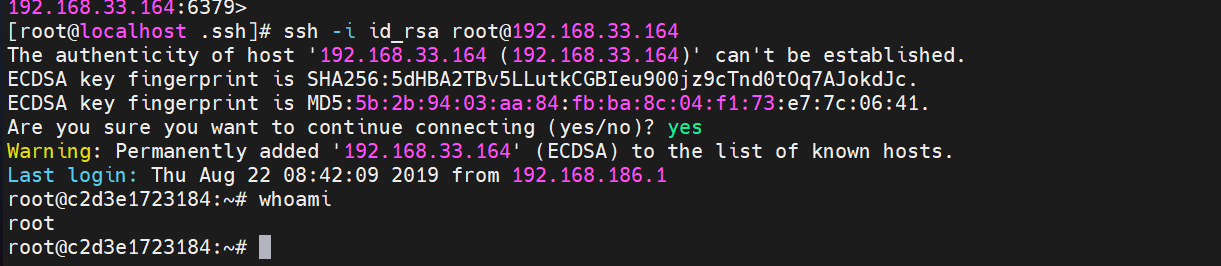 192.168.33.164:6379>
[root@localhost .ssh]# ssh -i id_rsa root@192.168.33.164
The authenticity of host '192.168.33.164 (192.168.33.164)' can't be established.
ECDSA key fingerprint is SHA256:5dHBA2TBv5LLutkCGBIeu900jz9cTnd0tOq7AJokdJc.
ECDSA key fingerprint is MD5:5b:2b:94:03:aa:84:fb:ba:8c:04:f1:73:e7:7c:06:41.
Are you sure you want to continue connecting (yes/no)? yes
Warning: Permanently added '192.168.33.164' (ECDSA) to the list of known hosts.
Last login: Thu Aug 22 08:42:09 2019 from 192.168.186.1
root@c2d3e1723184:~# whoami
root
root@c2d3e1723184:~#